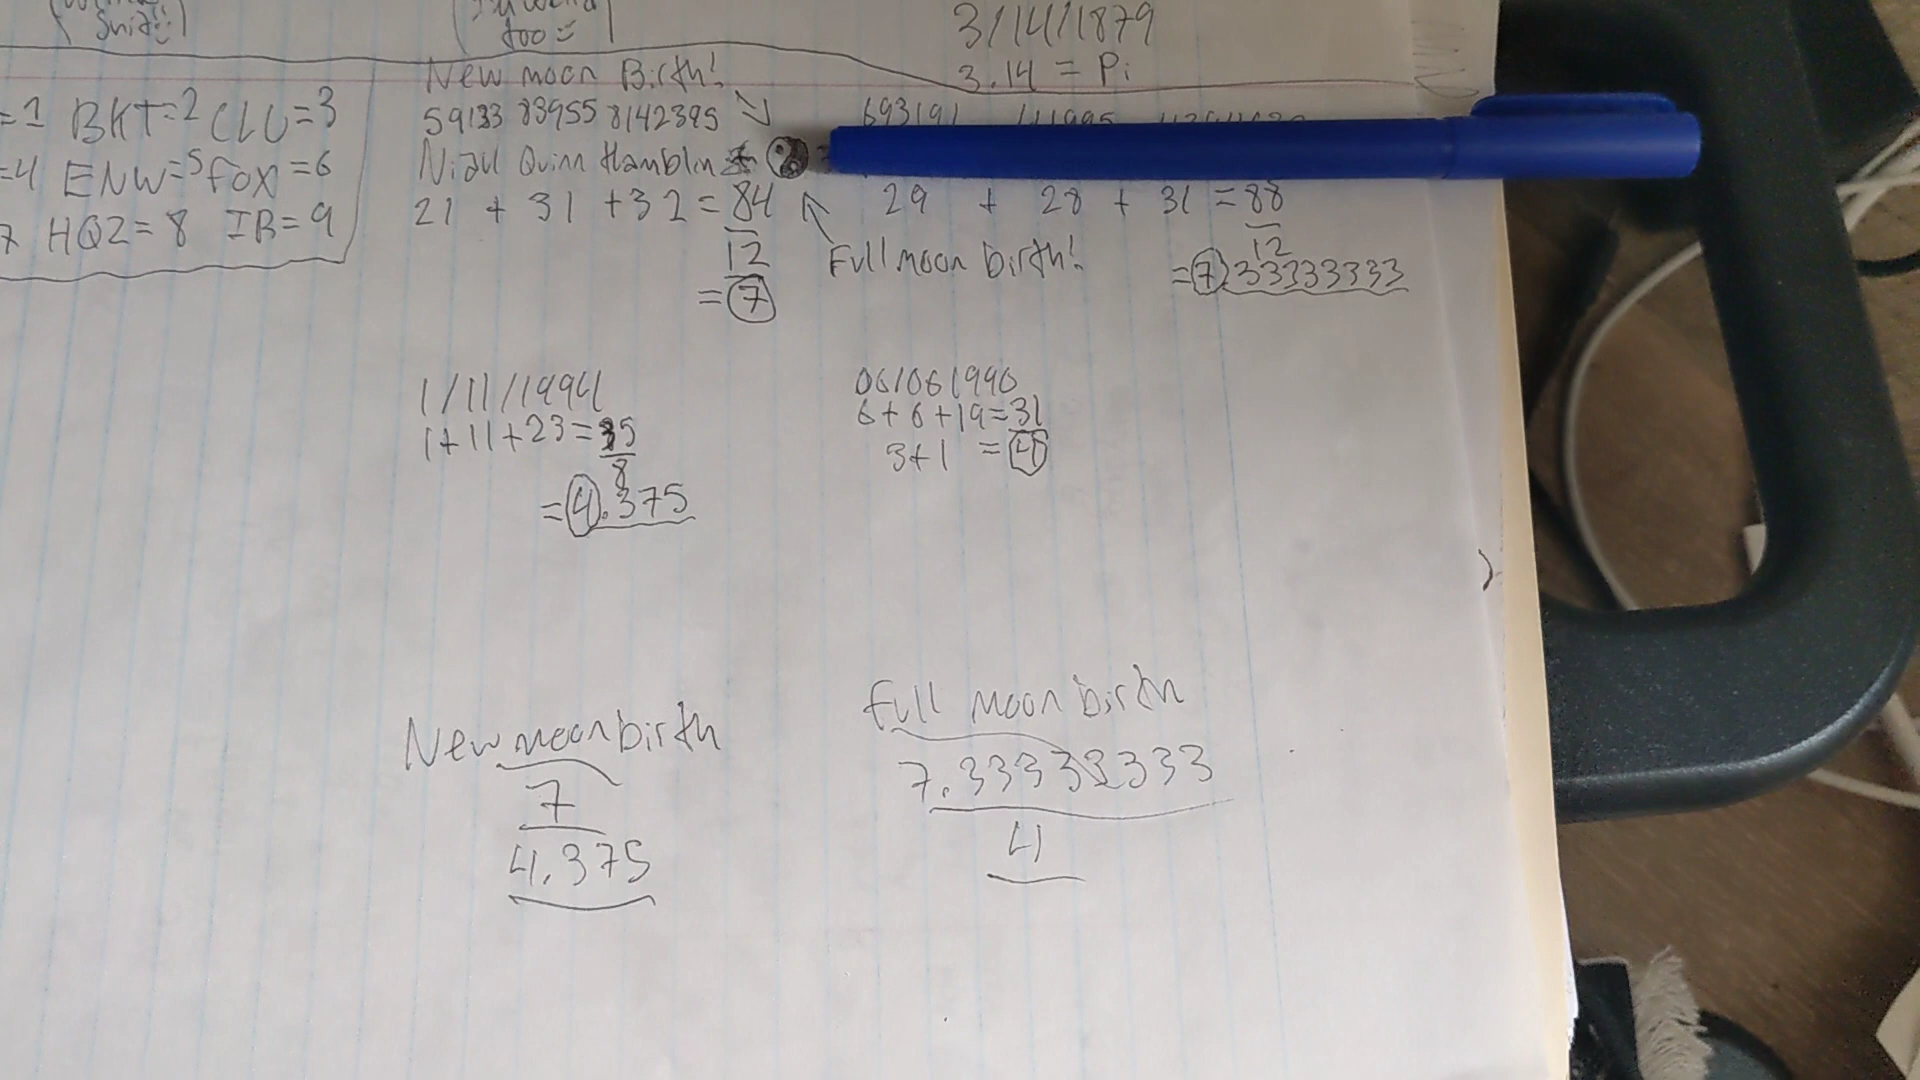 Shit!!
too
3/14/1879
3.14 = Pi
=1 BKT=2 CLU=3
=4 ENW=5 FOX=6
7 HQZ=8 IR=9
New moon Birth!
59133 83955 8142395
Niall Quinn Hamblin
21 + 31 + 32 = 84
12
= 7
693191
29 + 28 + 31 = 88
12
= 7.33333333
Full moon birth!
1/11/1994
1+11+23=35
8
= 4.375
06/06/1990
6+6+19=31
3+1 = 4
New moon birth
7
4.375
Full moon birth
7.33333333
4